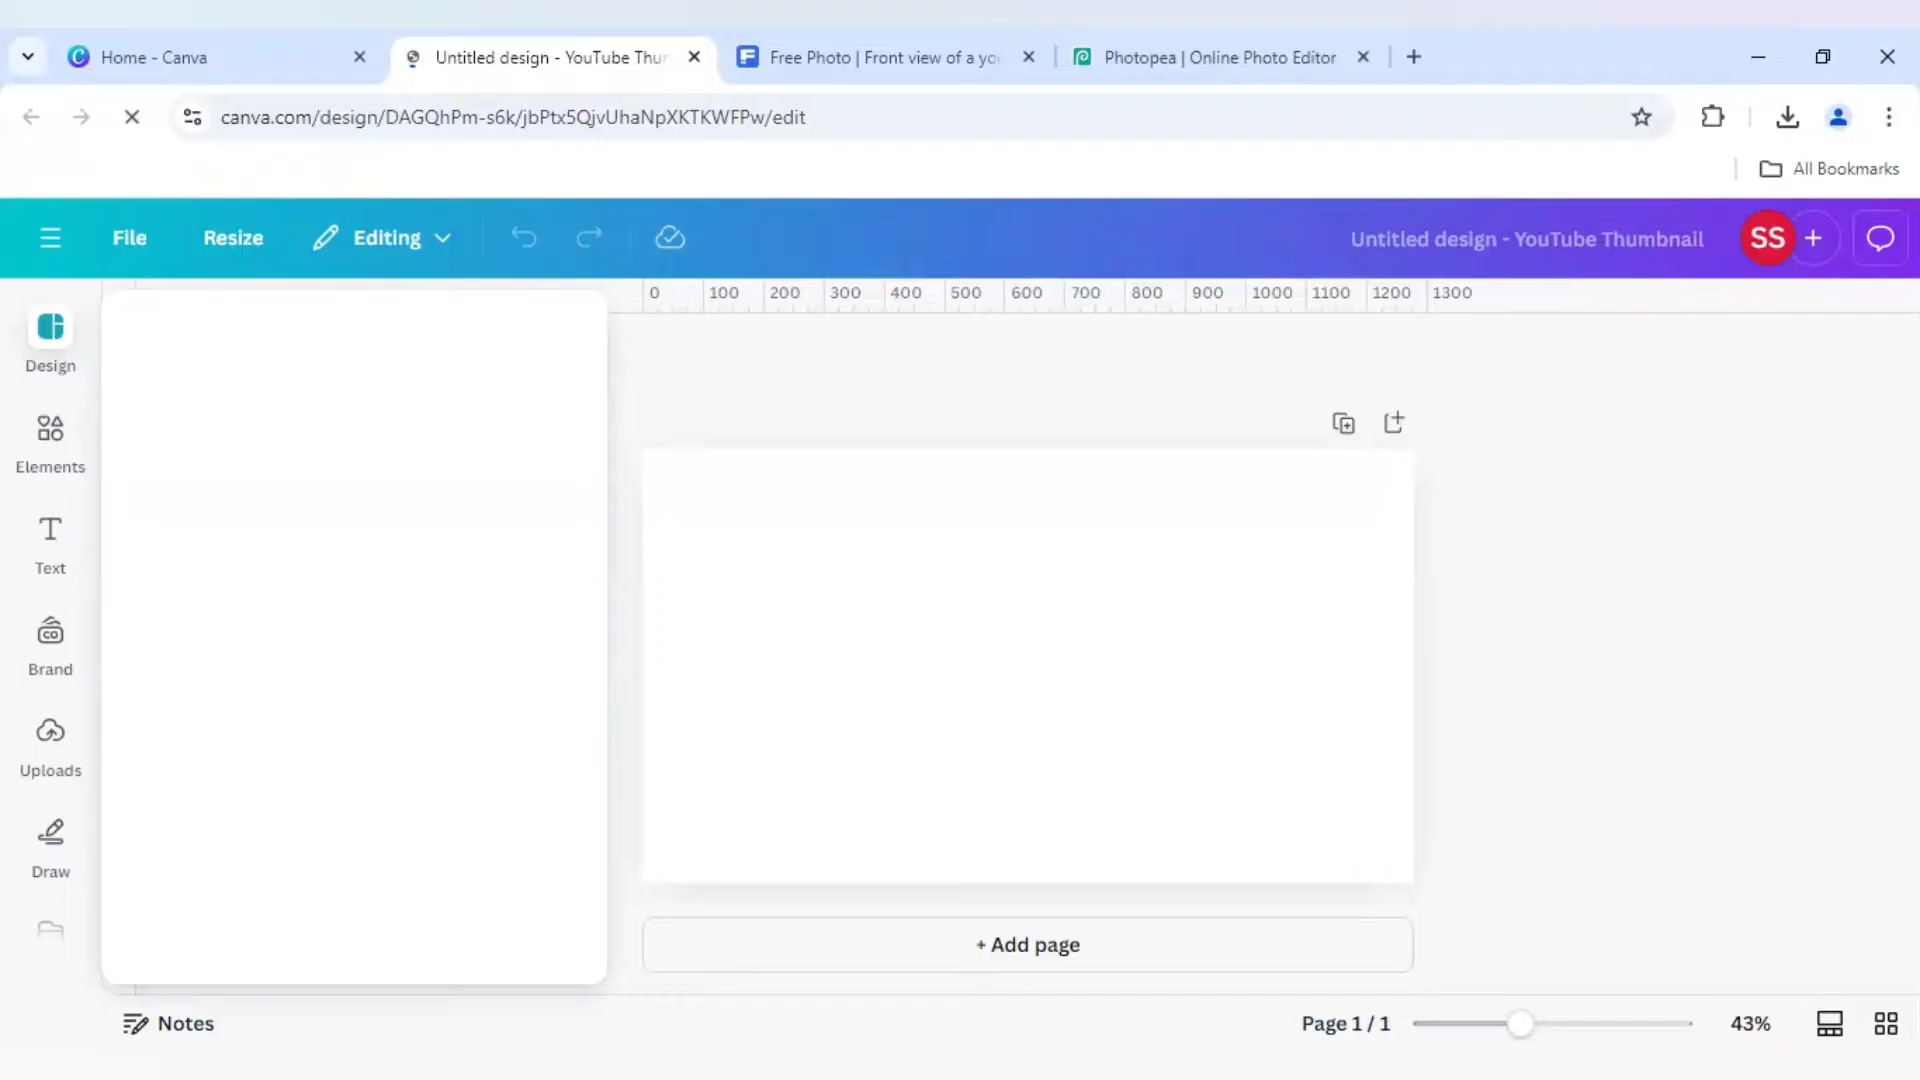 Home - Canva
Untitled design - YouTube Thun
Free Photo | Front view of a yo
Photopea | Online Photo Editor
canva.com/design/DAGQhPm-s6k/jbPtx5QjvUhaNpXKTKWFPw/edit
All Bookmarks
File
Resize
Editing
Untitled design - YouTube Thumbnail
SS
0 100 200 300 400 500 600 700 800 900 1000 1100 1200 1300
Design
Elements
Text
Brand
Uploads
Draw
+ Add page
Notes
Page 1 / 1
43%